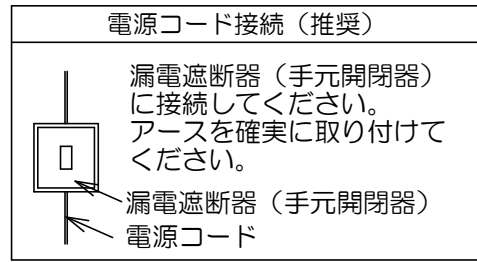 電源コード接続（推奨）
漏電遮断器（手元開閉器）
に接続してください。
アースを確実に取り付けて
ください。
漏電遮断器（手元開閉器）
電源コード